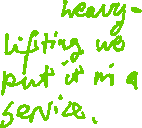 heavy-
lifting we
put it in a
service.